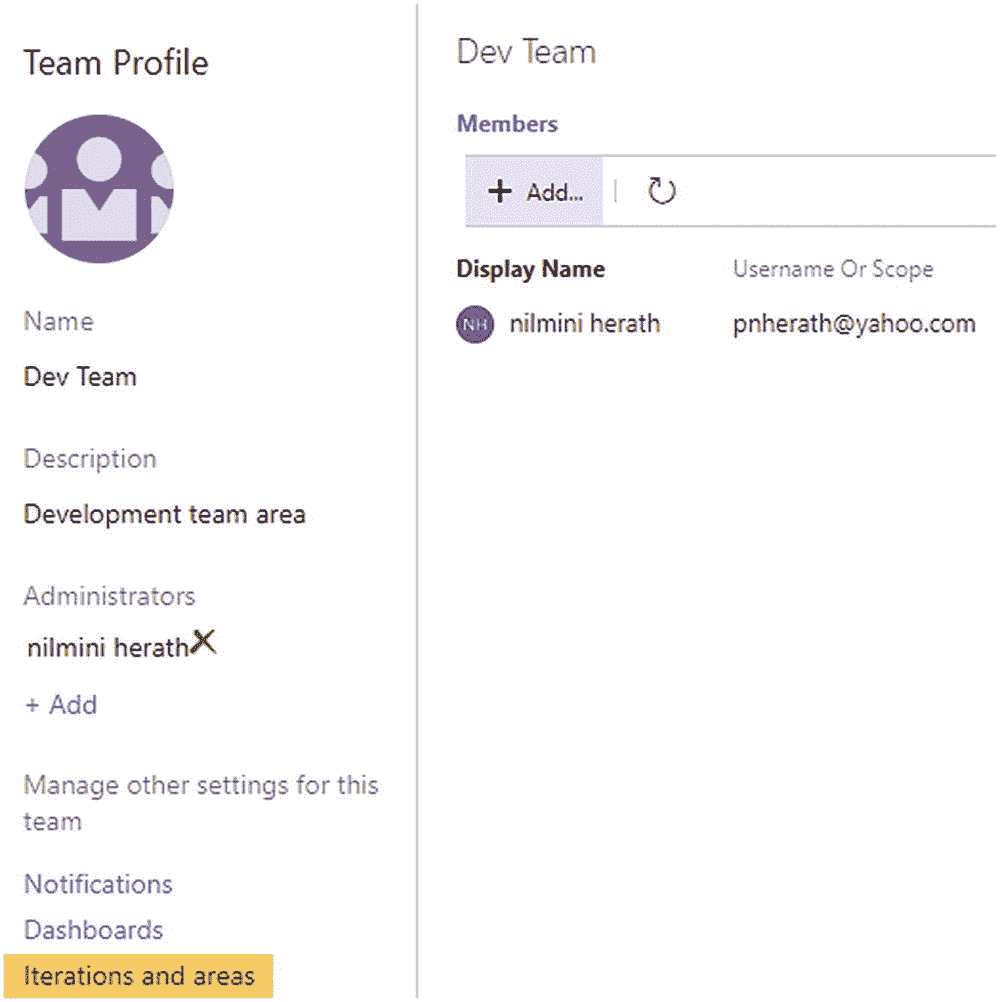 Team Profile
Name
Dev Team
Description
Development team area
Administrators
nilmini herath
+ Add
Manage other settings for this
team
Notifications
Dashboards
Iterations and areas
Dev Team
Members
+ Add...
Display Name Username Or Scope
NH nilmini herath pnherath@yahoo.com